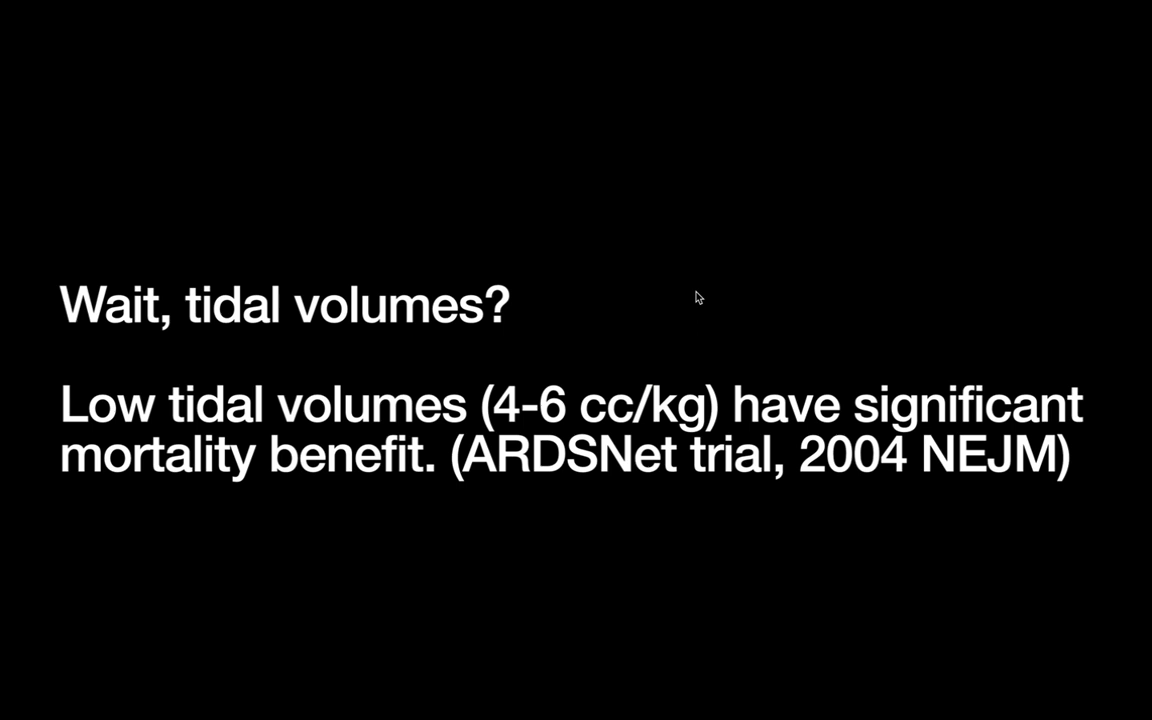 Wait, tidal volumes?
Low tidal volumes (4-6 cc/kg) have significant
mortality benefit. (ARDSNet trial, 2004 NEJM)